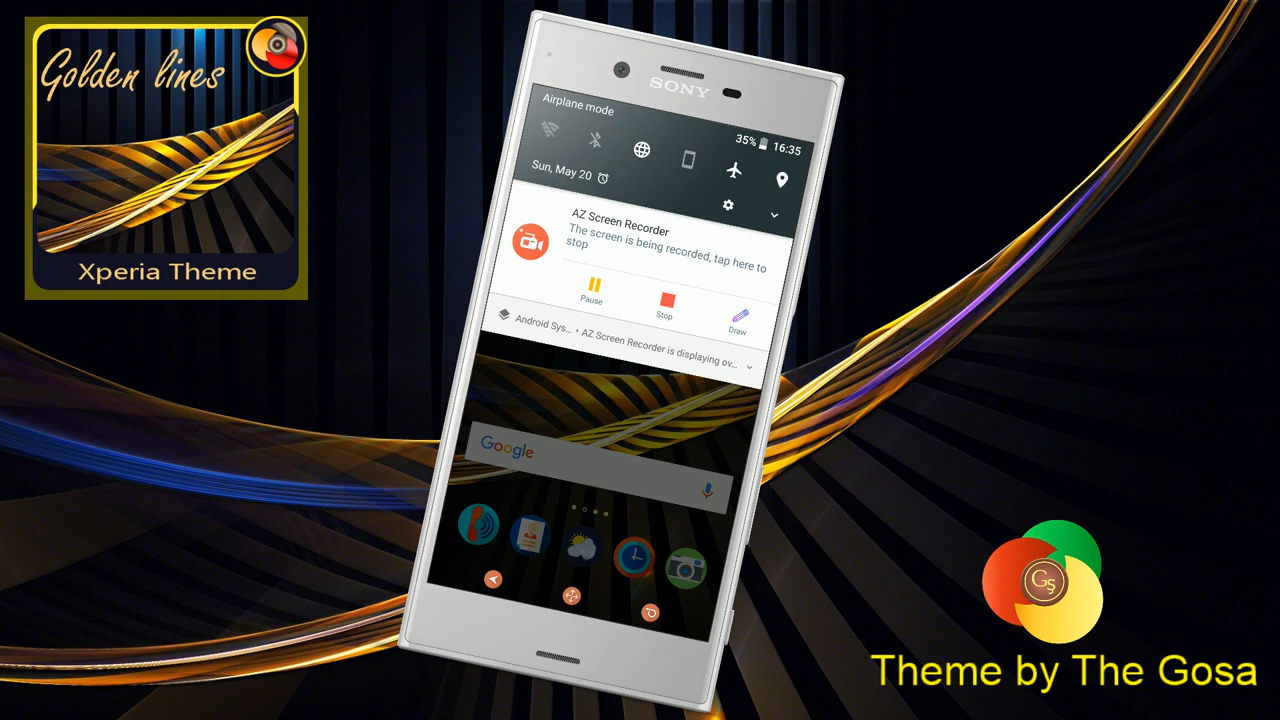 Golden lines
Xperia Theme
SONY
Airplane mode
35% 16:35
Sun, May 20
AZ Screen Recorder
The screen is being recorded, tap here to
stop
Pause Stop Draw
Android Sys... • AZ Screen Recorder is displaying ov...
Google
Gş
Theme by The Gosa